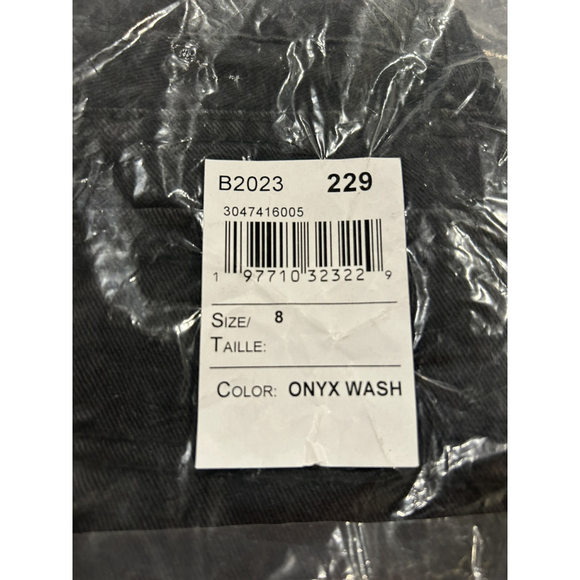 B2023 229
3047416005
1 97710 32322 9
SIZE/ 8
TAILLE:
COLOR: ONYX WASH